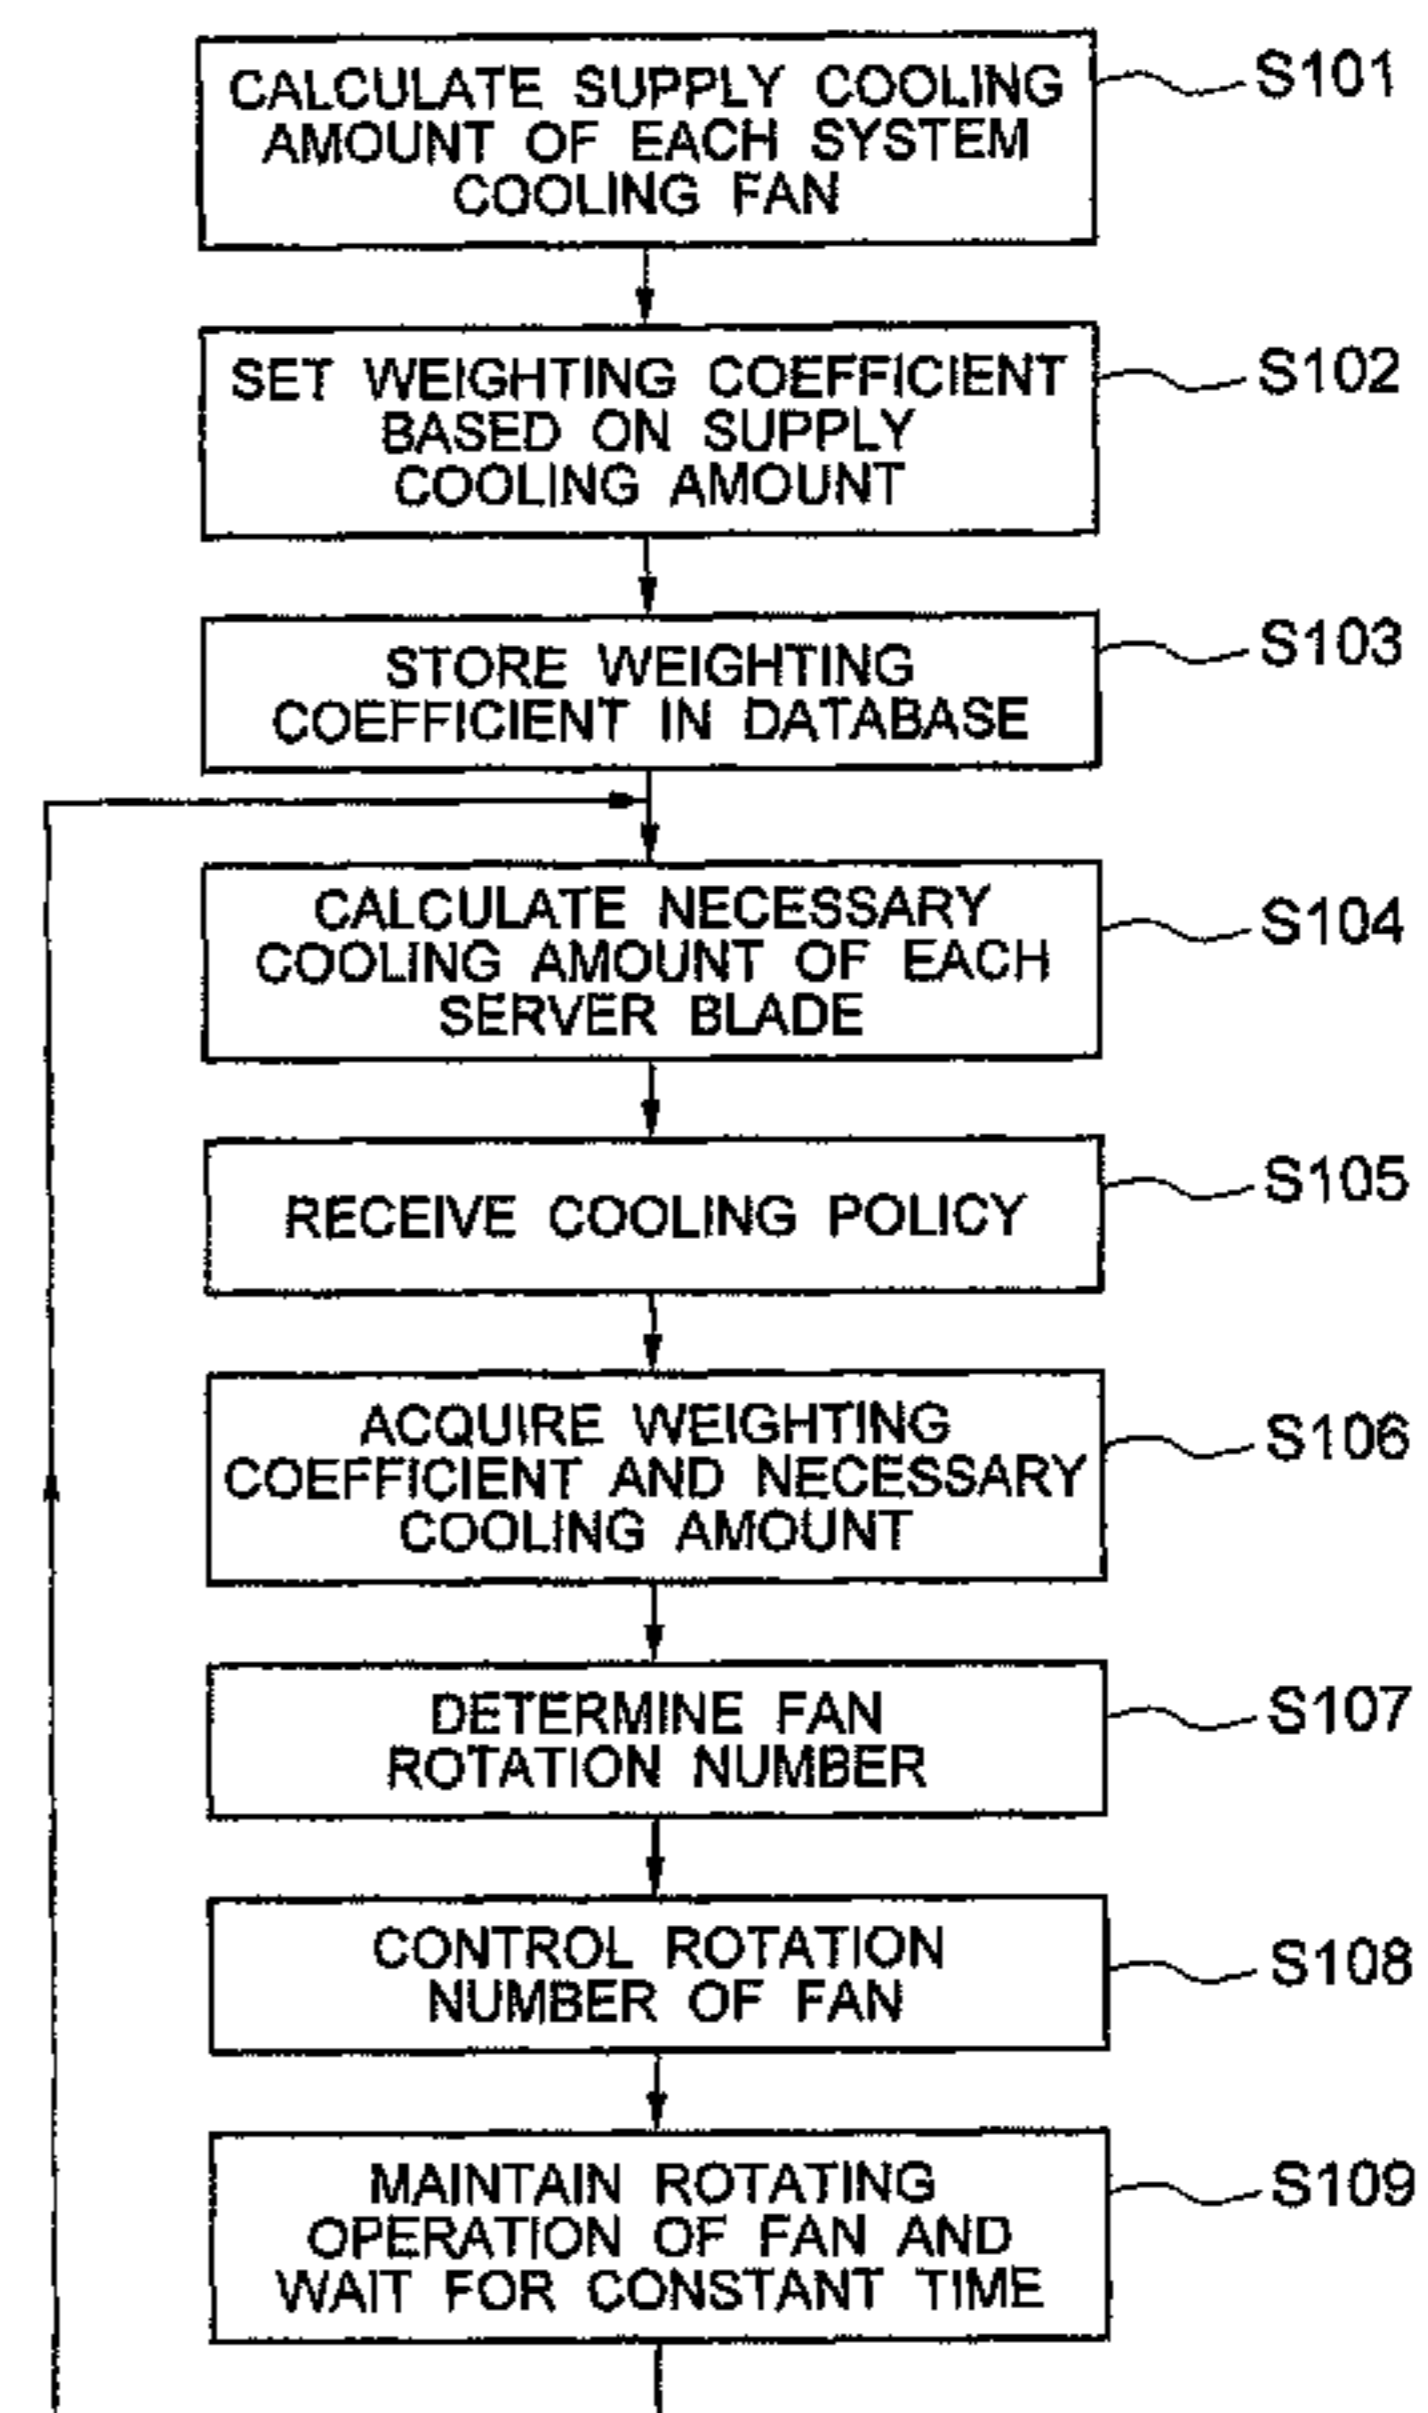 CALCULATE SUPPLY COOLING
AMOUNT OF EACH SYSTEM
COOLING FAN
S101
SET WEIGHTING COEFFICIENT
BASED ON SUPPLY
COOLING AMOUNT
S102
STORE WEIGHTING
COEFFICIENT IN DATABASE
S103
CALCULATE NECESSARY
COOLING AMOUNT OF EACH
SERVER BLADE
S104
RECEIVE COOLING POLICY
S105
ACQUIRE WEIGHTING
COEFFICIENT AND NECESSARY
COOLING AMOUNT
S106
DETERMINE FAN
ROTATION NUMBER
S107
CONTROL ROTATION
NUMBER OF FAN
S108
MAINTAIN ROTATING
OPERATION OF FAN AND
WAIT FOR CONSTANT TIME
S109